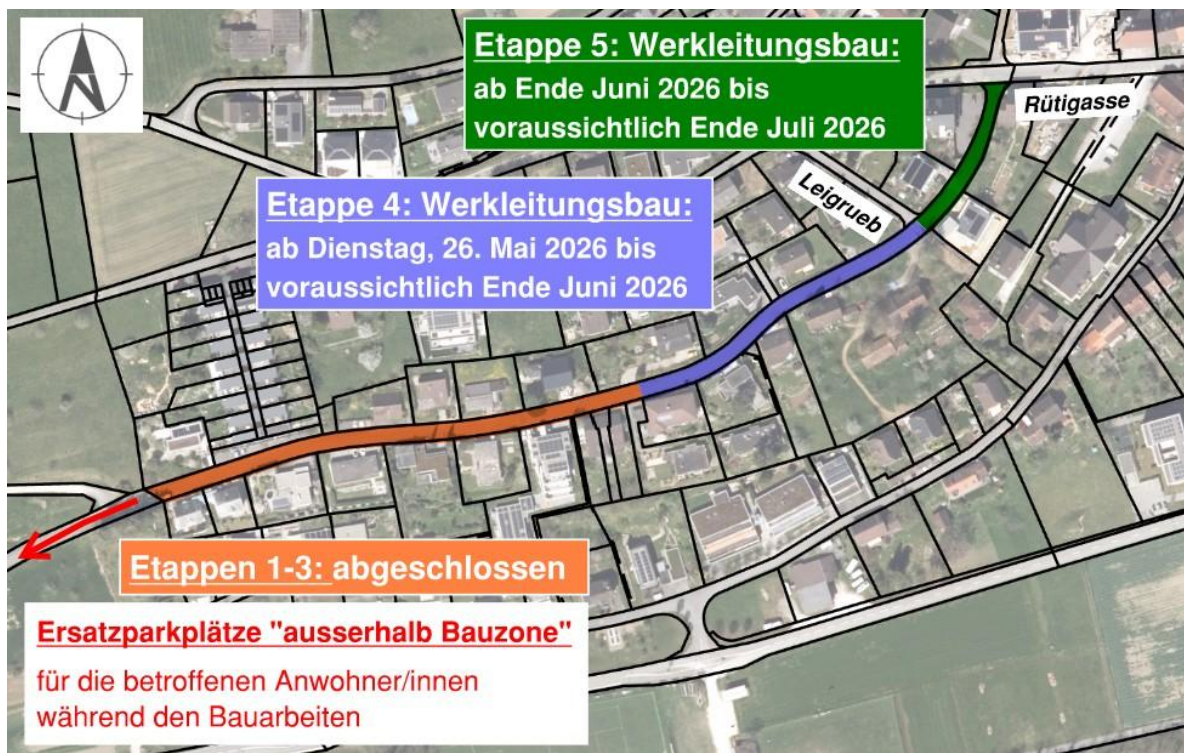 N
Etappe 5: Werkleitungsbau:
ab Ende Juni 2026 bis
voraussichtlich Ende Juli 2026
Rütigasse
Leigrueb
Etappe 4: Werkleitungsbau:
ab Dienstag, 26. Mai 2026 bis
voraussichtlich Ende Juni 2026
Etappen 1-3: abgeschlossen
Ersatzparkplätze "ausserhalb Bauzone"
für die betroffenen Anwohner/innen
während den Bauarbeiten